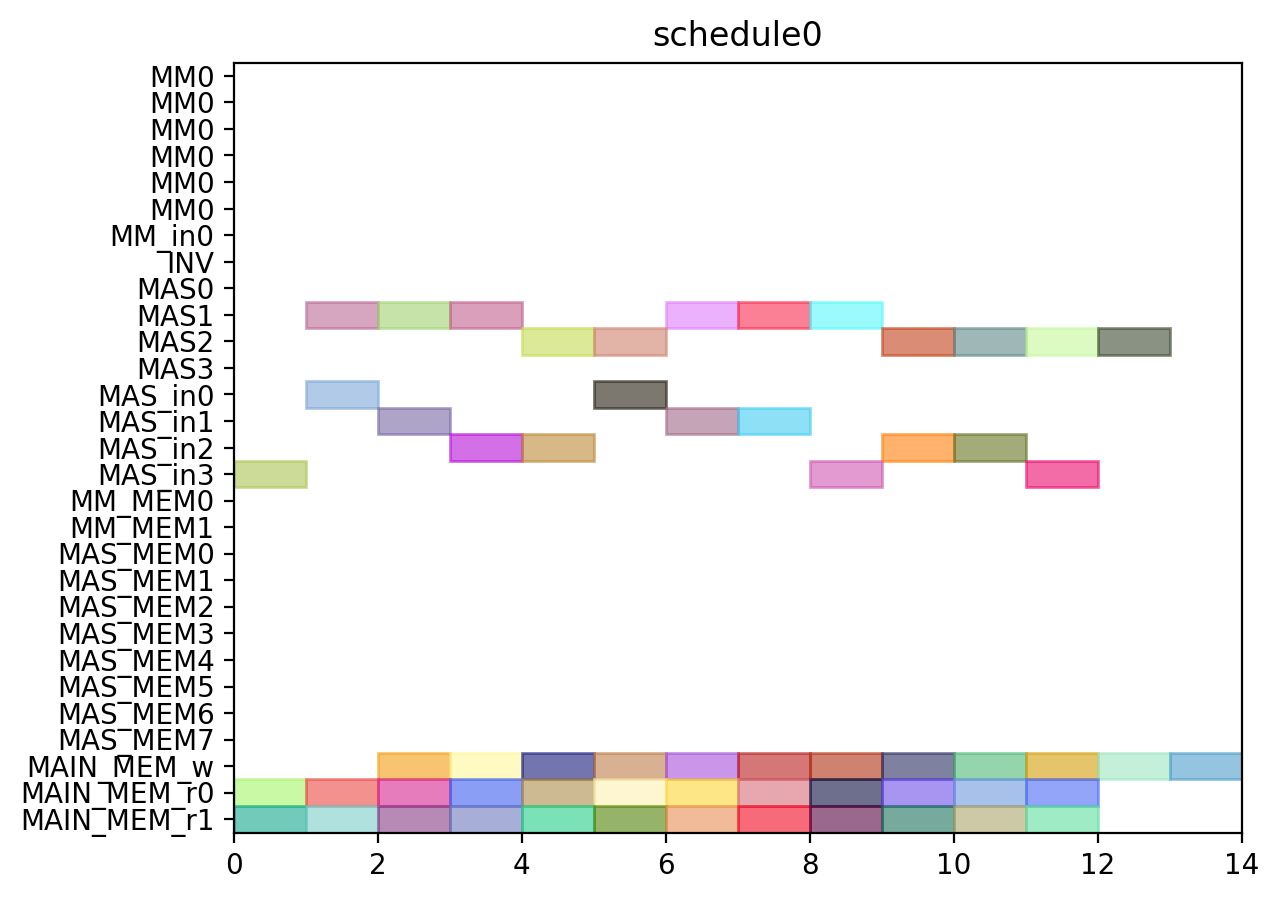 schedule0
MM0
MM0
MM0
MM0
MM0
MM0
MM_in0
INV
MAS0
MAS1
MAS2
MAS3
MAS_in0
MAS_in1
MAS_in2
MAS_in3
MM_MEM0
MM_MEM1
MAS_MEM0
MAS_MEM1
MAS_MEM2
MAS_MEM3
MAS_MEM4
MAS_MEM5
MAS_MEM6
MAS_MEM7
MAIN_MEM_w
MAIN_MEM_r0
MAIN_MEM_r1
0 2 4 6 8 10 12 14